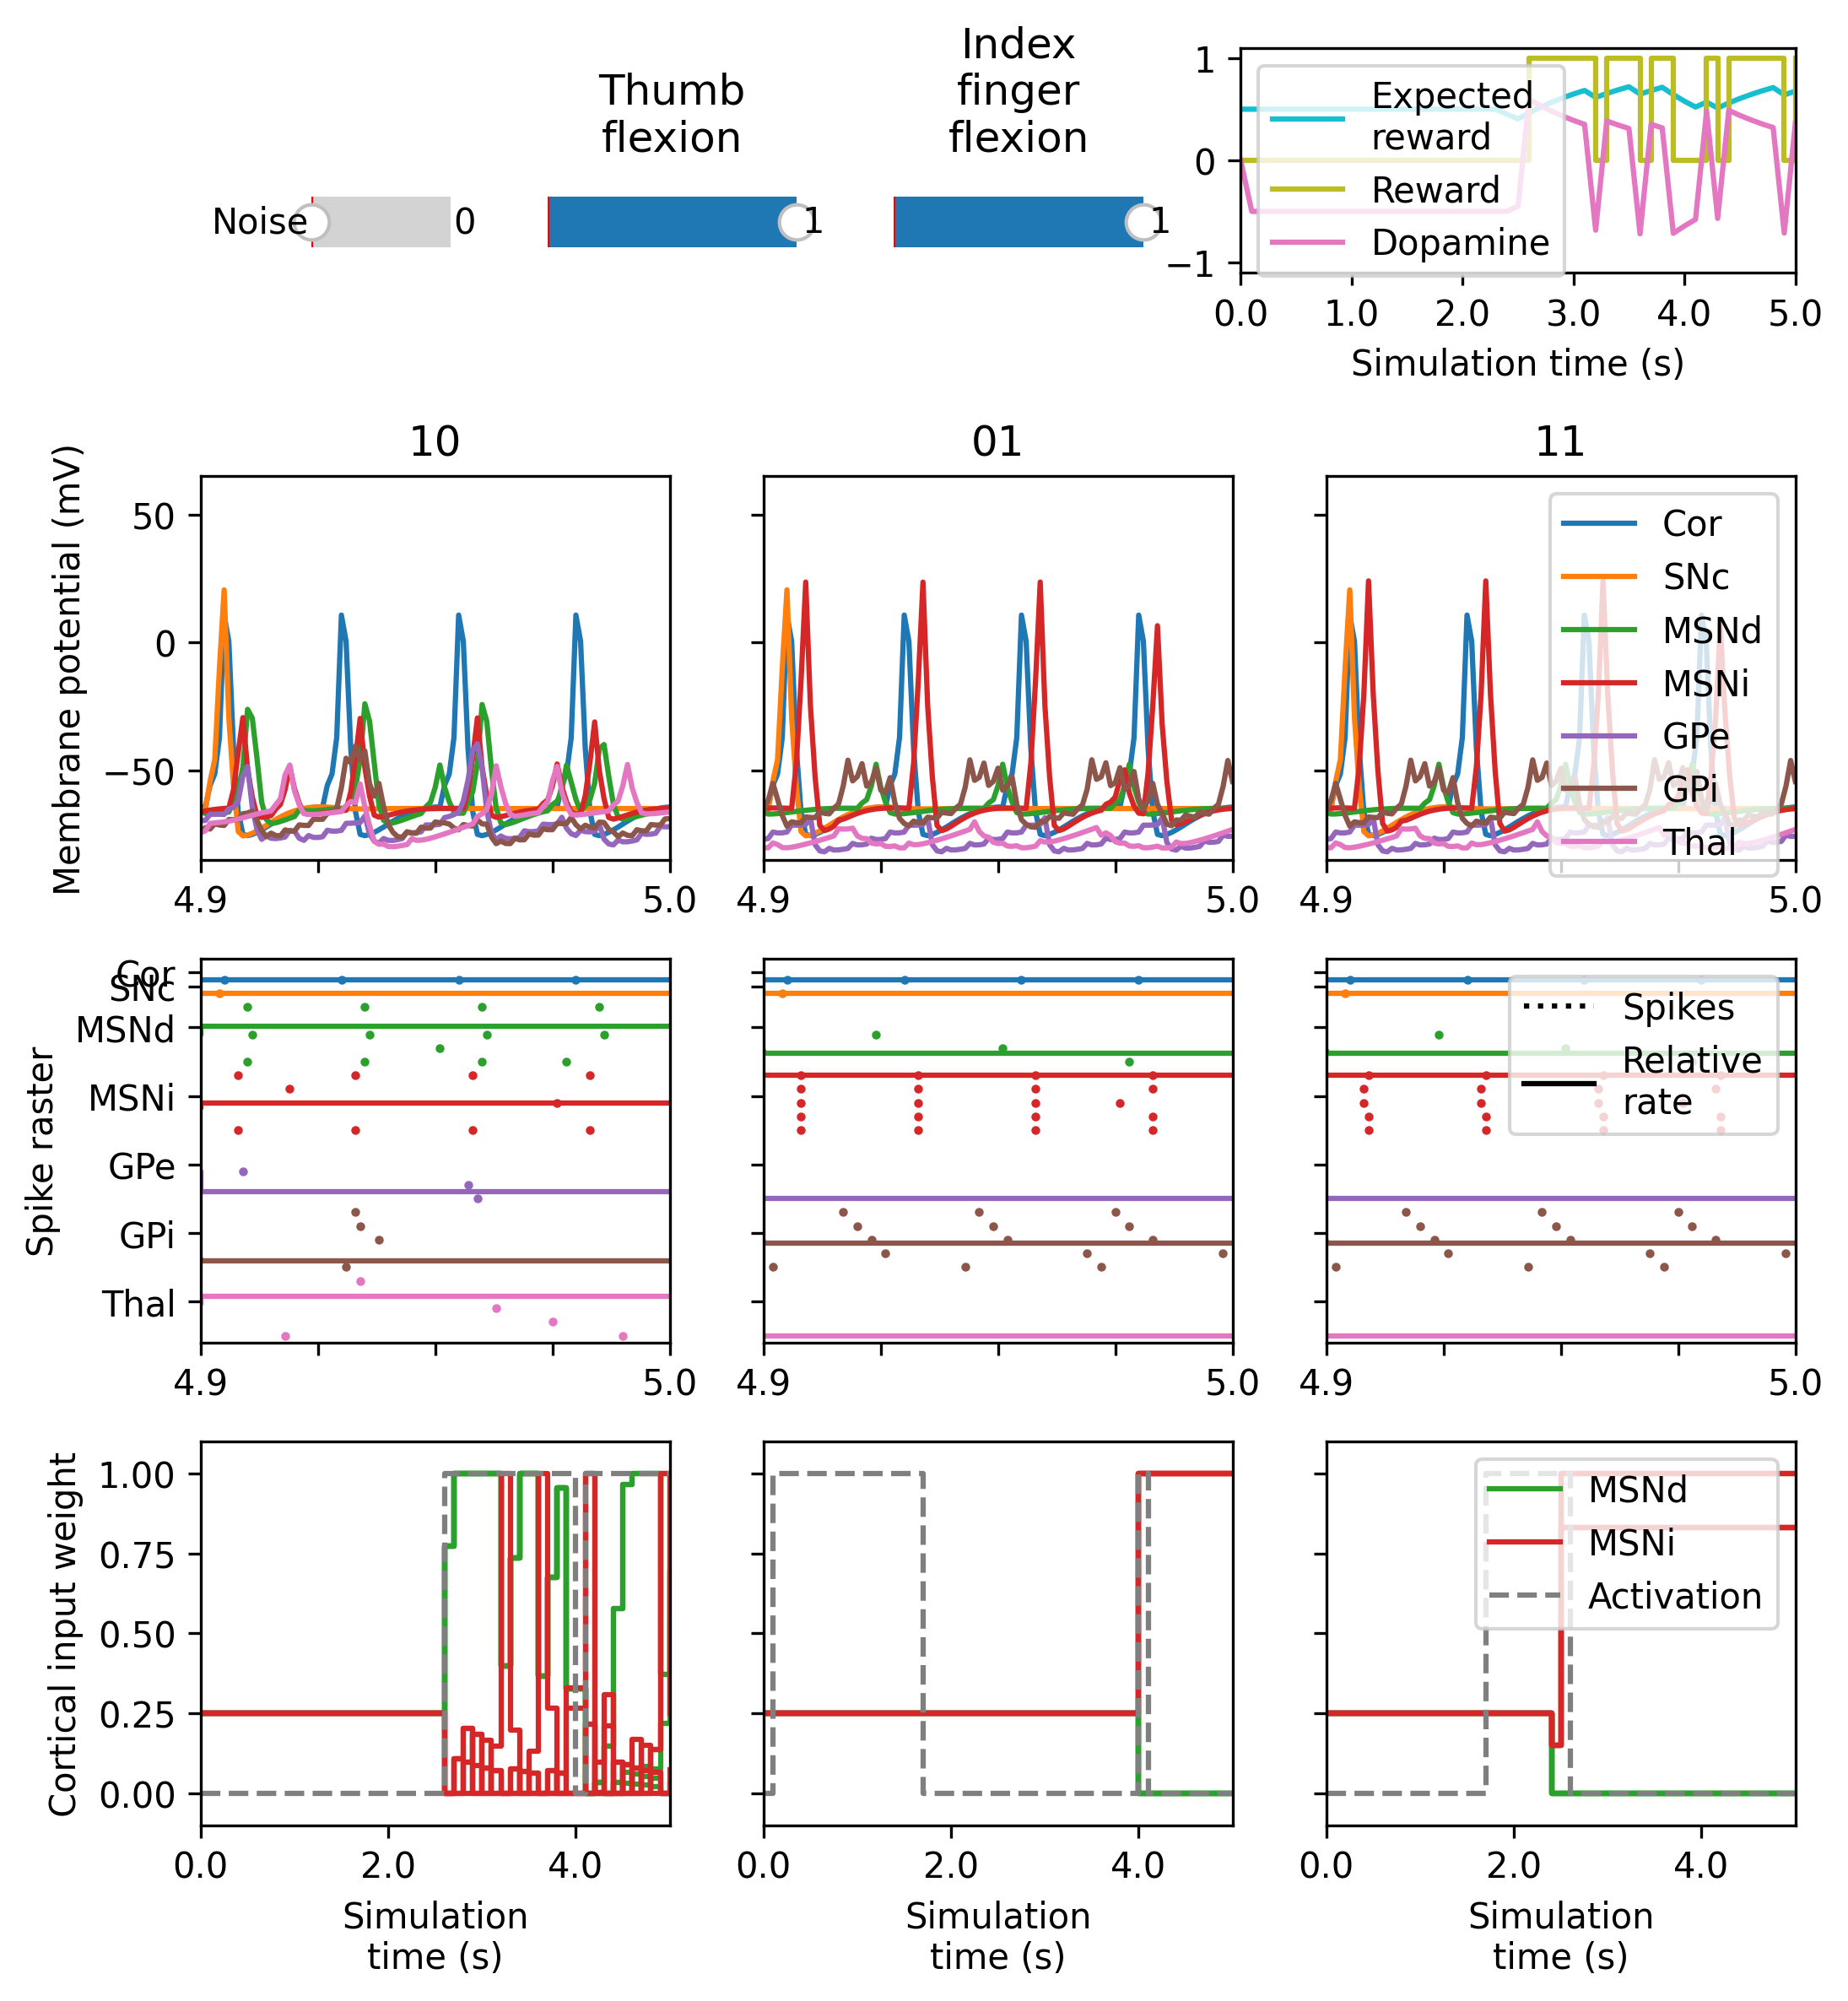 Thumb
flexion
Index
finger
flexion
Noise
0
1
1
1
0
−1
Expected
reward
Reward
Dopamine
0.0 1.0 2.0 3.0 4.0 5.0
Simulation time (s)
10
01
11
Membrane potential (mV)
50
0
−50
Cor
SNc
MSNd
MSNi
GPe
GPi
Thal
4.9 5.0
4.9 5.0
4.9 5.0
Spike raster
Cor
SNc
MSNd
MSNi
GPe
GPi
Thal
Spikes
Relative
rate
4.9 5.0
4.9 5.0
4.9 5.0
Cortical input weight
1.00
0.75
0.50
0.25
0.00
MSNd
MSNi
Activation
0.0 2.0 4.0
0.0 2.0 4.0
0.0 2.0 4.0
Simulation
time (s)
Simulation
time (s)
Simulation
time (s)